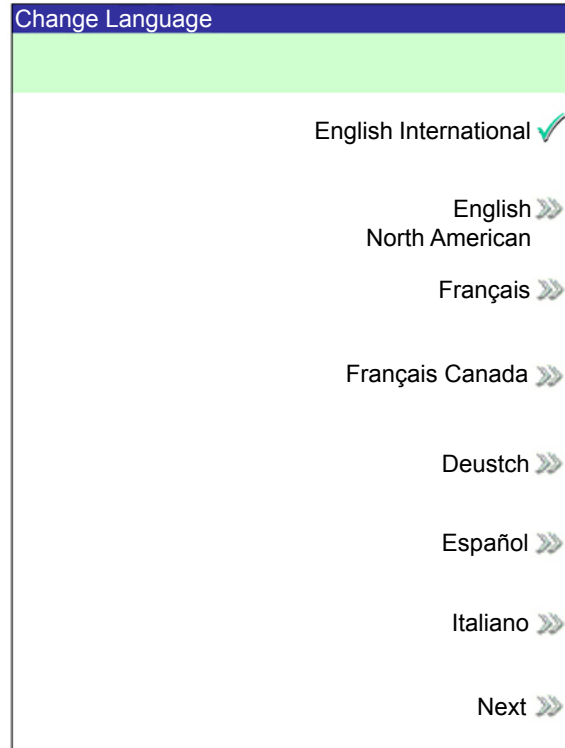 Change Language
English International
English
North American
Français
Français Canada
Deustch
Español
Italiano
Next